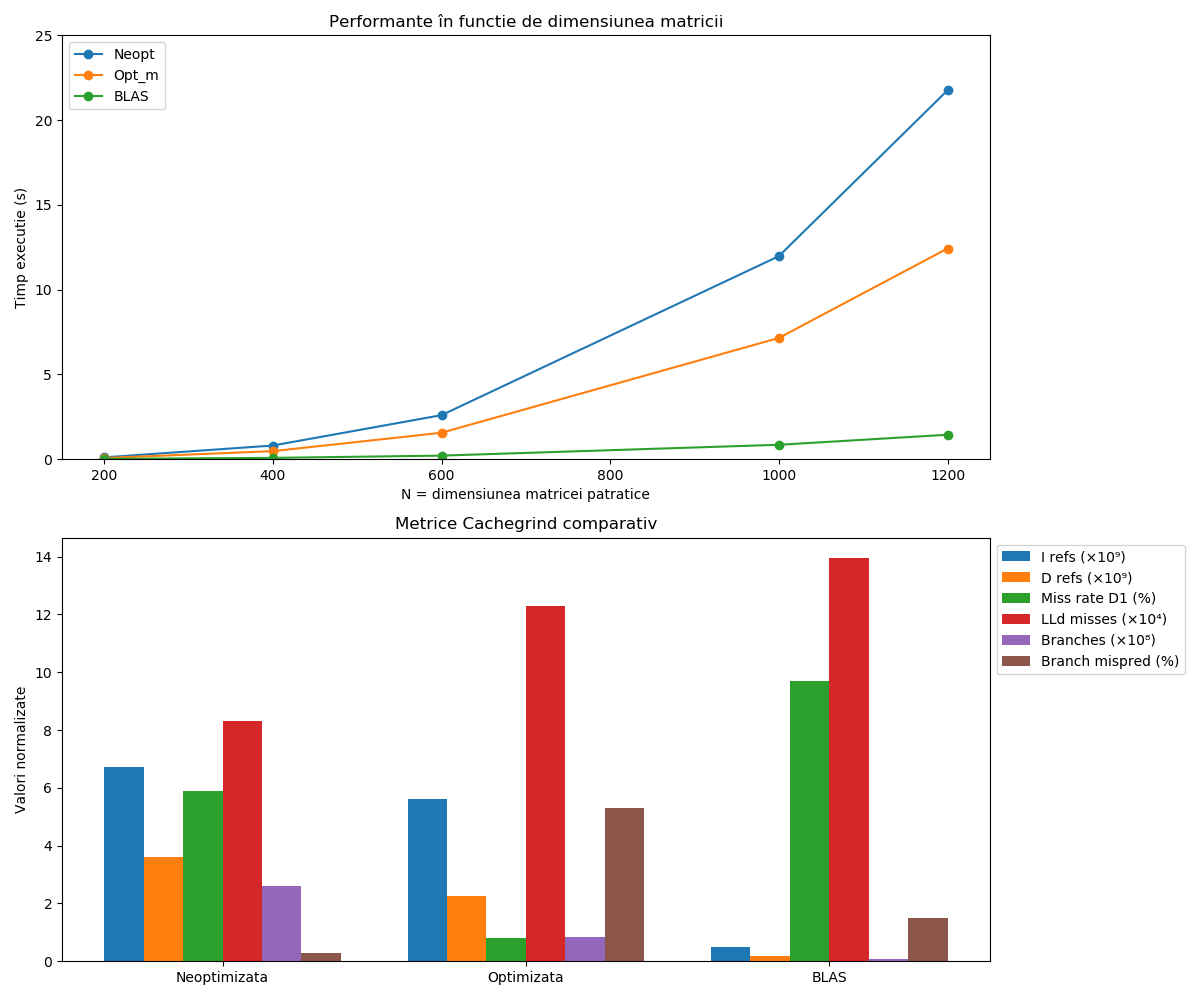 Performante în functie de dimensiunea matricii
Timp executie (s)
25
20
15
10
5
0
Neopt
Opt_m
BLAS
200 400 600 800 1000 1200
N = dimensiunea matricei patratice
Metrice Cachegrind comparativ
Valori normalizate
14
12
10
8
6
4
2
0
Neoptimizata Optimizata BLAS
I refs (×10⁹)
D refs (×10⁹)
Miss rate D1 (%)
LLd misses (×10⁴)
Branches (×10⁸)
Branch mispred (%)